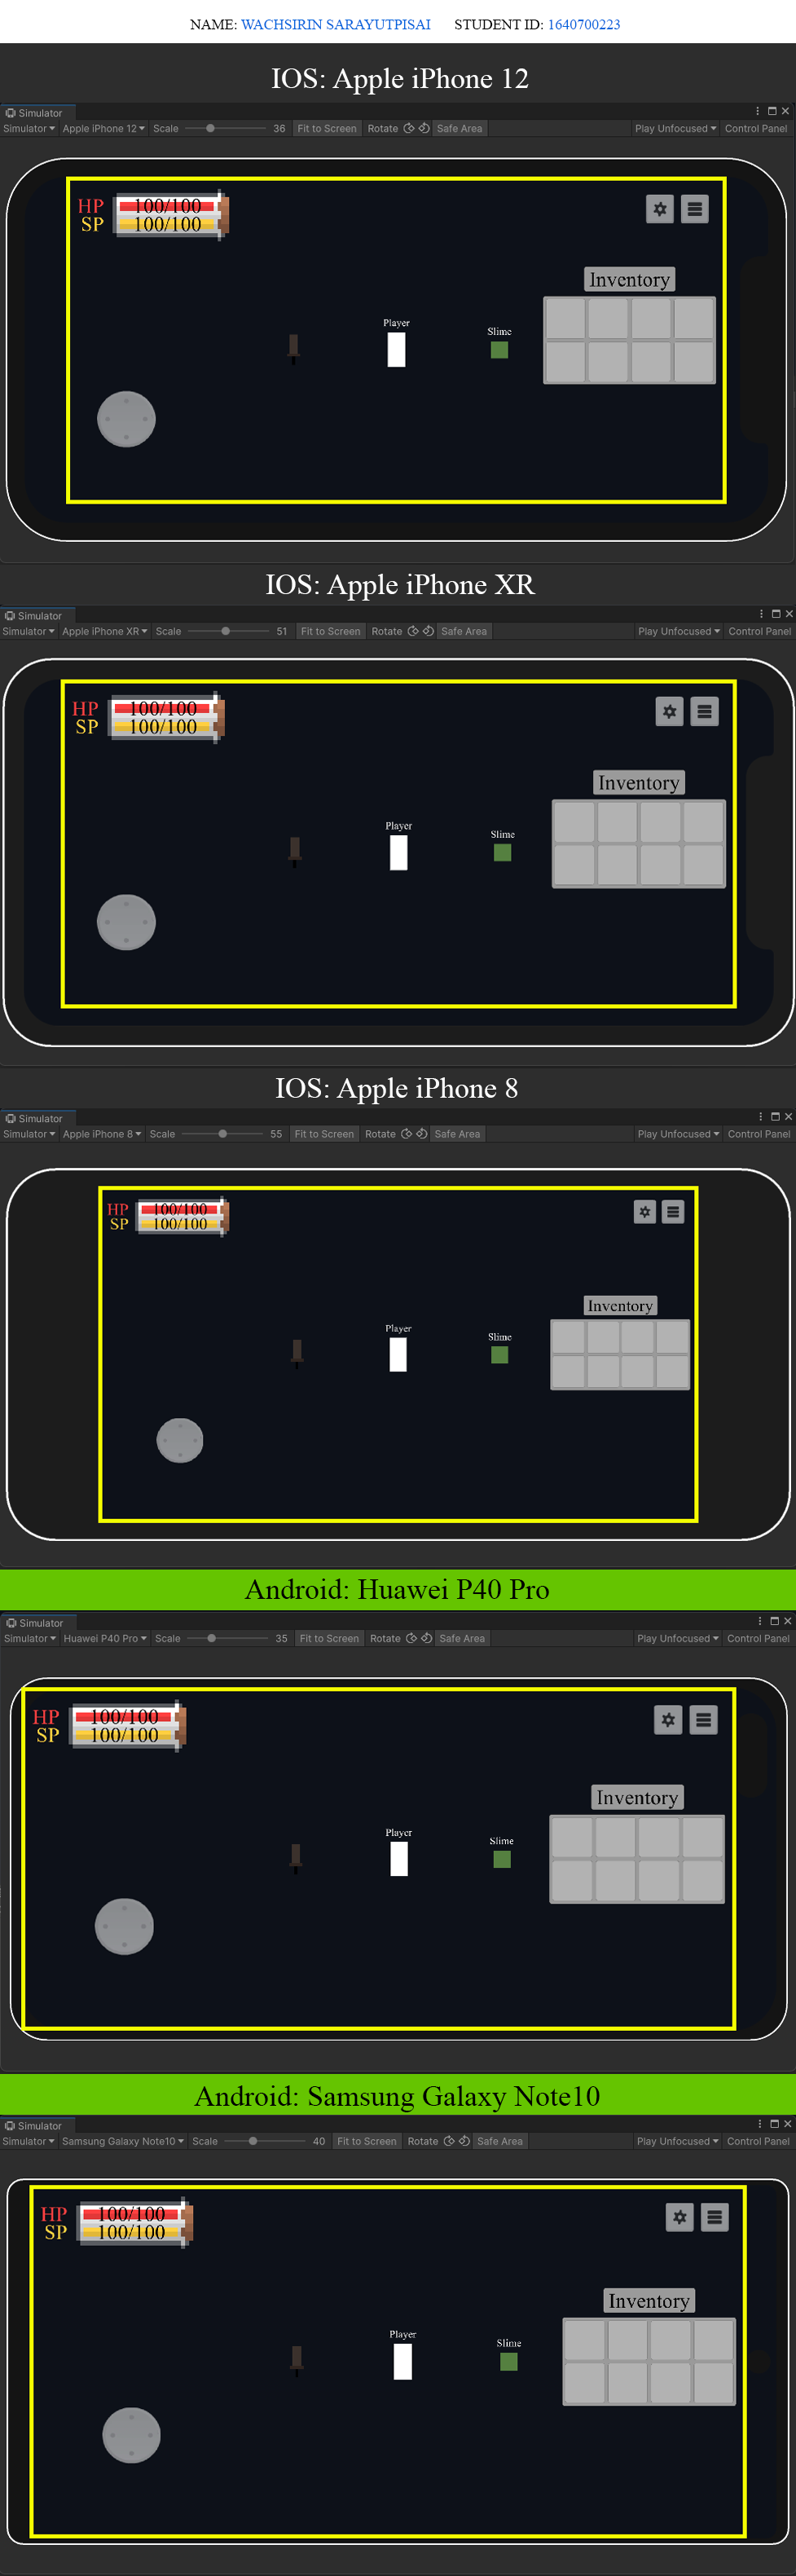 NAME: WACHSIRIN SARAYUTPISAI STUDENT ID: 1640700223
IOS: Apple iPhone 12
Simulator
Simulator Apple iPhone 12 Scale 36 Fit to Screen Rotate Safe Area Play Unfocused Control Panel
HP 100/100
SP 100/100
Inventory
Player
Slime
IOS: Apple iPhone XR
Simulator
Simulator Apple iPhone XR Scale 51 Fit to Screen Rotate Safe Area Play Unfocused Control Panel
HP 100/100
SP 100/100
Inventory
Player
Slime
IOS: Apple iPhone 8
Simulator
Simulator Apple iPhone 8 Scale 55 Fit to Screen Rotate Safe Area Play Unfocused Control Panel
HP 100/100
SP 100/100
Inventory
Player
Slime
Android: Huawei P40 Pro
Simulator
Simulator Huawei P40 Pro Scale 35 Fit to Screen Rotate Safe Area Play Unfocused Control Panel
HP 100/100
SP 100/100
Inventory
Player
Slime
Android: Samsung Galaxy Note10
Simulator
Simulator Samsung Galaxy Note10 Scale 40 Fit to Screen Rotate Safe Area Play Unfocused Control Panel
HP 100/100
SP 100/100
Inventory
Player
Slime